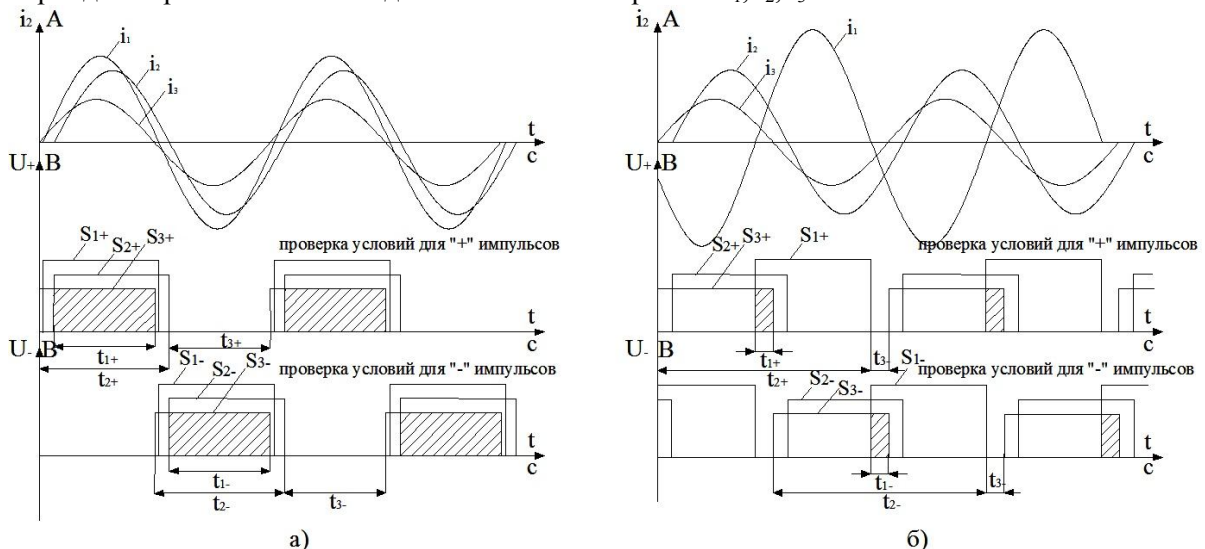 i₂ A
i₁
i₂
i₃
t
c
U₊ B
S₁₊
S₂₊
S₃₊
проверка условий для "+" импульсов
t
c
t₁₊
t₃₊
t₂₊
U₋ B
S₁₋
S₂₋
S₃₋
проверка условий для "-" импульсов
t
c
t₁₋
t₂₋
t₃₋
а)
i₂ A
i₂
i₃
i₁
t
c
U₊ B
S₂₊
S₃₊
S₁₊
проверка условий для "+" импульсов
t
c
t₁₊
t₃₋
t₂₊
U₋ B
S₁₋
S₂₋
S₃₋
проверка условий для "-" импульсов
t
c
t₁₋
t₃₋
t₂₋
б)